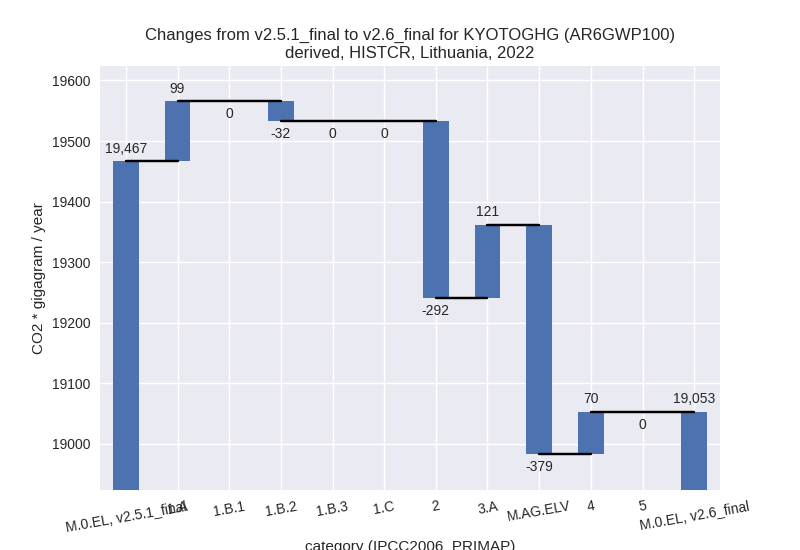 Changes from v2.5.1_final to v2.6_final for KYOTOGHG (AR6GWP100)
derived, HISTCR, Lithuania, 2022
CO2 * gigagram / year
19600
19500
19400
19300
19200
19100
19000
19,467
99
0
-32
0
0
-292
121
-379
70
0
19,053
M.0.EL, v2.5.1_final
1.A
1.B.1
1.B.2
1.B.3
1.C
2
3.A
M.AG.ELV
4
5
M.0.EL, v2.6_final
category (IPCC2006_PRIMAP)